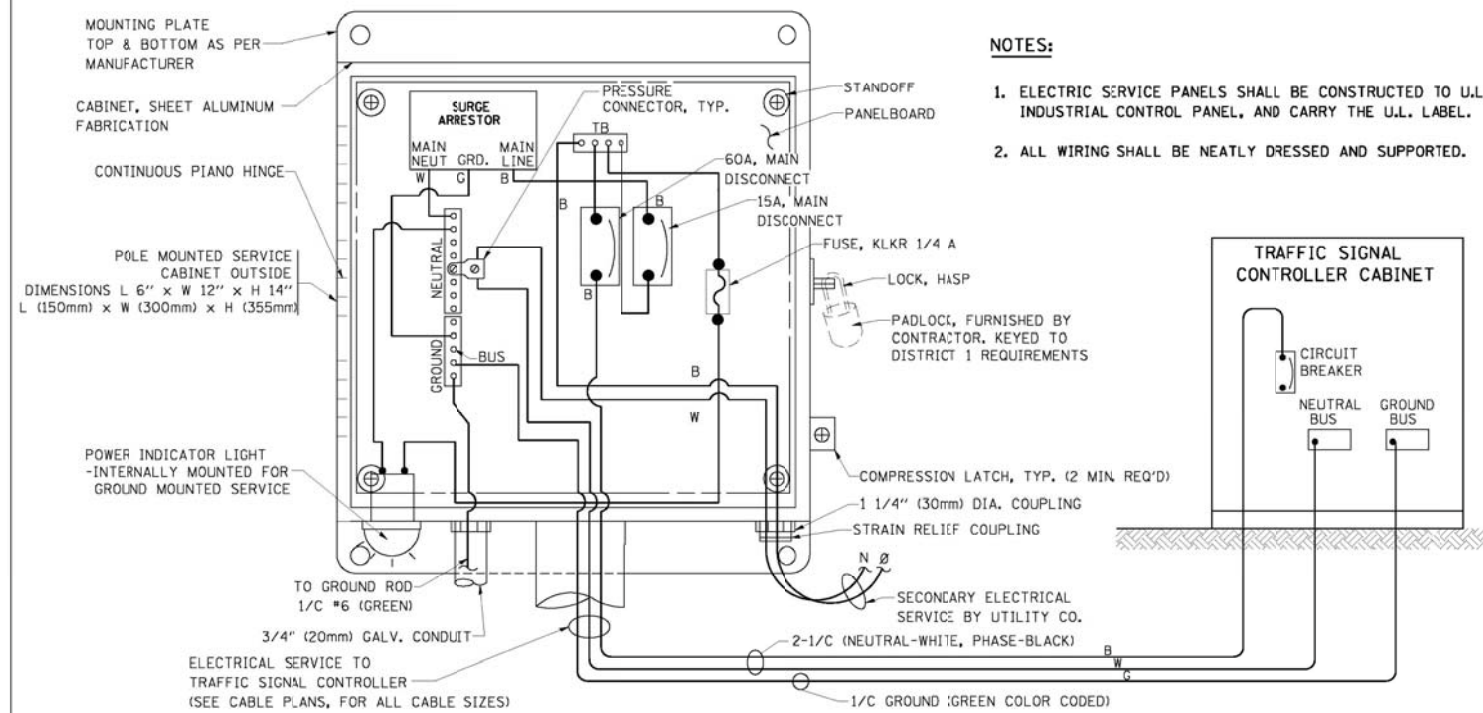 MOUNTING PLATE
TOP & BOTTOM AS PER
MANUFACTURER
CABINET, SHEET ALUMINUM
FABRICATION
CONTINUOUS PIANO HINGE
POLE MOUNTED SERVICE
CABINET OUTSIDE
DIMENSIONS L 6" x W 12" x H 14"
L (150mm) x W (300mm) x H (355mm)
POWER INDICATOR LIGHT
-INTERNALLY MOUNTED FOR
GROUND MOUNTED SERVICE
SURGE
ARRESTOR
MAIN
NEUT
GRD.
MAIN
LINE
W
G
B
PRESSURE
CONNECTOR, TYP.
TB
B
B
B
NEUTRAL
GROUND
BUS
B
W
STANDOFF
PANELBOARD
60A, MAIN
DISCONNECT
15A, MAIN
DISCONNECT
FUSE, KLKR 1/4 A
LOCK, HASP
PADLOCK, FURNISHED BY
CONTRACTOR. KEYED TO
DISTRICT 1 REQUIREMENTS
COMPRESSION LATCH, TYP. (2 MIN. REQ'D)
1 1/4" (30mm) DIA. COUPLING
STRAIN RELIEF COUPLING
N Ø
SECONDARY ELECTRICAL
SERVICE BY UTILITY CO.
TO GROUND ROD
1/C #6 (GREEN)
3/4" (20mm) GALV. CONDUIT
ELECTRICAL SERVICE TO
TRAFFIC SIGNAL CONTROLLER
(SEE CABLE PLANS, FOR ALL CABLE SIZES)
2-1/C (NEUTRAL-WHITE, PHASE-BLACK)
B
W
G
1/C GROUND (GREEN COLOR CODED)
NOTES:
1. ELECTRIC SERVICE PANELS SHALL BE CONSTRUCTED TO U.L
INDUSTRIAL CONTROL PANEL, AND CARRY THE U.L. LABEL.
2. ALL WIRING SHALL BE NEATLY DRESSED AND SUPPORTED.
TRAFFIC SIGNAL
CONTROLLER CABINET
CIRCUIT
BREAKER
NEUTRAL
BUS
GROUND
BUS